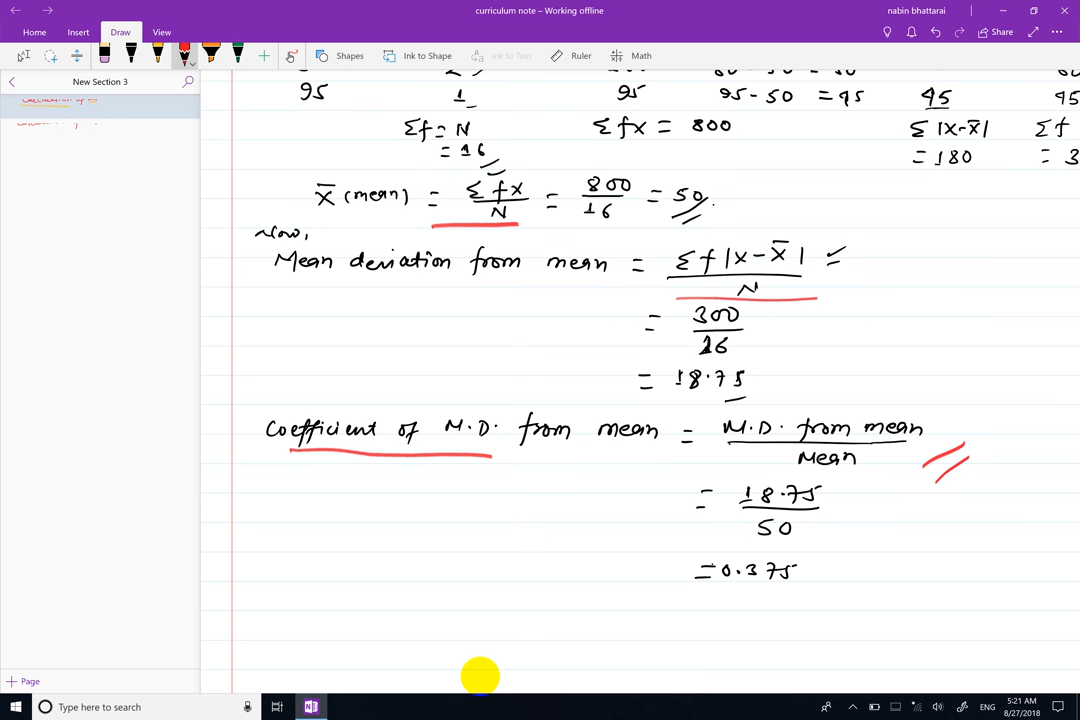 curriculum note – Working offline
nabin bhattarai
Home Insert Draw View
Share
Shapes Ink to Shape Ink to Text Ruler Math
New Section 3
95 1 95 95 - 50 = 45 45 45
Σf = N Σfx = 800 Σ|x-x̄| Σf
= 16 = 180 = 3
X̄ (mean) = Σfx/N = 800/16 = 50.
Now,
Mean deviation from mean = Σf|x-x̄|/N
= 300/16
= 18.75
Coefficient of M.D. from mean = M.D. from mean/Mean
= 18.75/50
= 0.375
Page
Type here to search
ENG
5:21 AM
8/27/2018